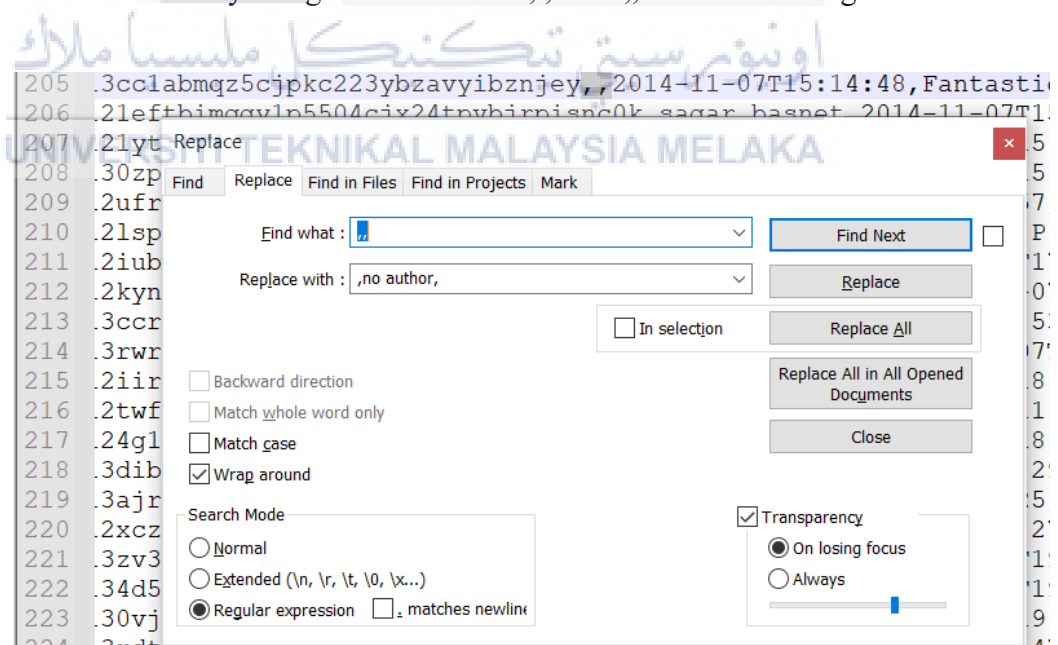 اونيۏرسيتي تيكنيكل مليسيا ملاك
UNIVERSITI TEKNIKAL MALAYSIA MELAKA
205 .3cc1abmqz5cjpkc223ybzavyibznjey,,2014-11-07T15:14:48,Fantastic
206
207 .21yt
208 .30zp
209 .2ufr
210 .21sp
211 .2iub
212 .2kyn
213 .3ccr
214 .3rwr
215 .2iir
216 .2twf
217 .24g1
218 .3dib
219 .3ajr
220 .2xcz
221 .3zv3
222 .34d5
223 .30vj
Replace
Find Replace Find in Files Find in Projects Mark
Find what : ,, Find Next
Replace with : ,no author, Replace
In selection Replace All
Replace All in All Opened
Documents
Close
Backward direction
Match whole word only
Match case
Wrap around
Search Mode
Normal
Extended (\n, \r, \t, \0, \x...)
Regular expression . matches newline
Transparency
On losing focus
Always